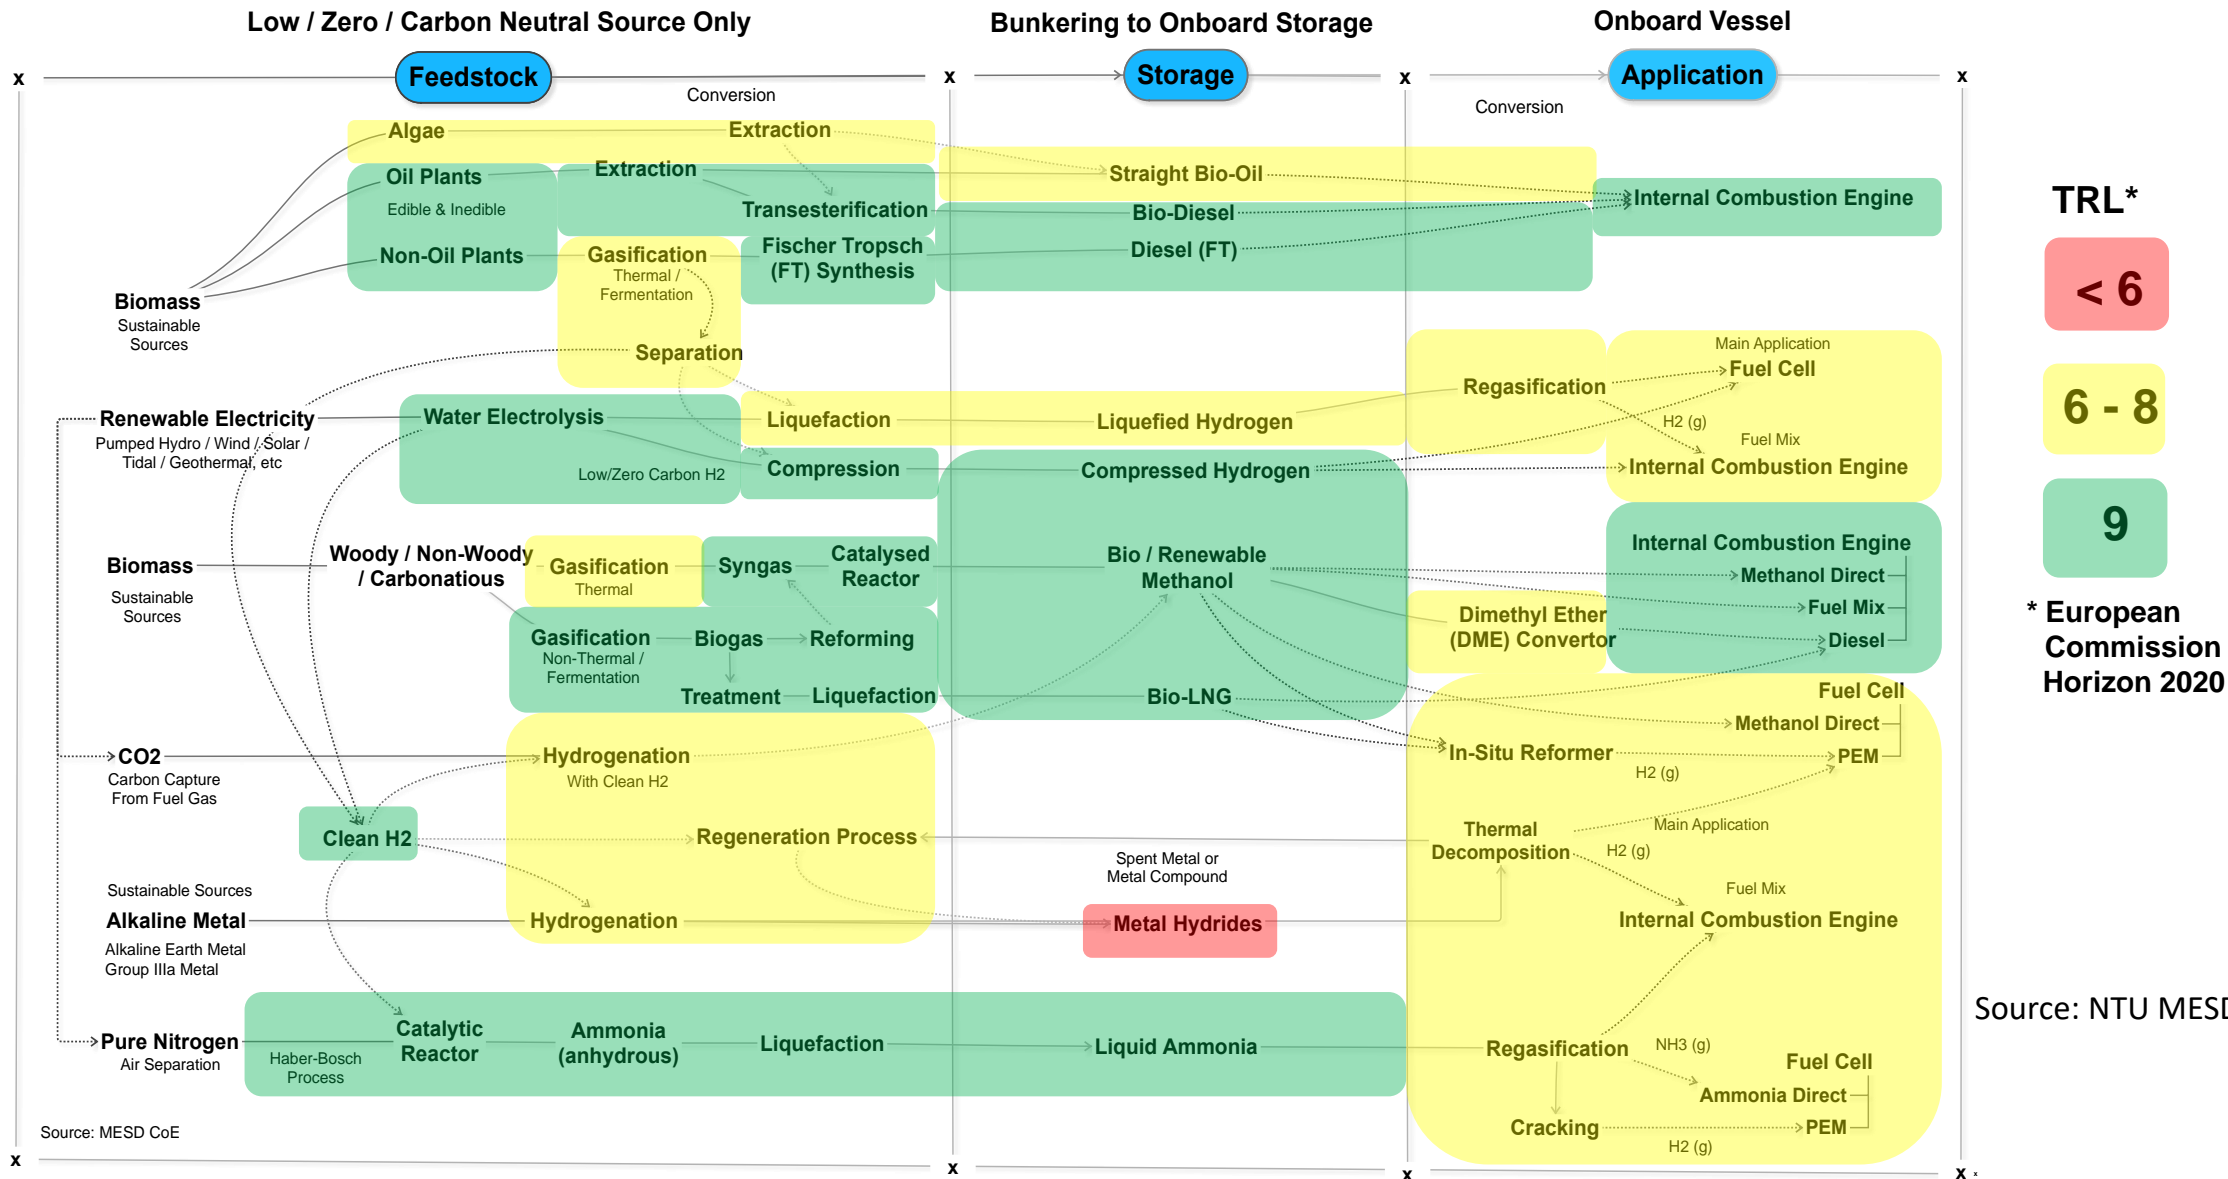 Low / Zero / Carbon Neutral Source Only
Bunkering to Onboard Storage
Onboard Vessel
x
Feedstock
x
Storage
x
Application
x
Conversion
Conversion
Algae
Extraction
Oil Plants
Edible & Inedible
Extraction
Straight Bio-Oil
Internal Combustion Engine
Transesterification
Bio-Diesel
Non-Oil Plants
Gasification
Thermal /
Fermentation
Fischer Tropsch
(FT) Synthesis
Diesel (FT)
Biomass
Sustainable
Sources
Separation
Main Application
Fuel Cell
Regasification
Renewable Electricity
Pumped Hydro / Wind / Solar /
Tidal / Geothermal, etc
Water Electrolysis
Liquefaction
Liquefied Hydrogen
H2 (g)
Fuel Mix
Low/Zero Carbon H2
Compression
Compressed Hydrogen
Internal Combustion Engine
Biomass
Sustainable
Sources
Woody / Non-Woody
/ Carbonatious
Gasification
Thermal
Syngas
Catalysed
Reactor
Bio / Renewable
Methanol
Internal Combustion Engine
Methanol Direct
Fuel Mix
Diesel
Dimethyl Ether
(DME) Convertor
Gasification
Non-Thermal /
Fermentation
Biogas
Reforming
Treatment
Liquefaction
Bio-LNG
Fuel Cell
Methanol Direct
PEM
In-Situ Reformer
H2 (g)
CO2
Carbon Capture
From Fuel Gas
Hydrogenation
With Clean H2
Clean H2
Regeneration Process
Thermal
Decomposition
Main Application
H2 (g)
Spent Metal or
Metal Compound
Fuel Mix
Internal Combustion Engine
Sustainable Sources
Alkaline Metal
Alkaline Earth Metal
Group IIIa Metal
Hydrogenation
Metal Hydrides
Pure Nitrogen
Air Separation
Haber-Bosch
Process
Catalytic
Reactor
Ammonia
(anhydrous)
Liquefaction
Liquid Ammonia
Regasification
NH3 (g)
Fuel Cell
Ammonia Direct
PEM
Cracking
H2 (g)
Source: MESD CoE
x
x
x
x
x
TRL*
< 6
6 - 8
9
* European
Commission
Horizon 2020
Source: NTU MESD